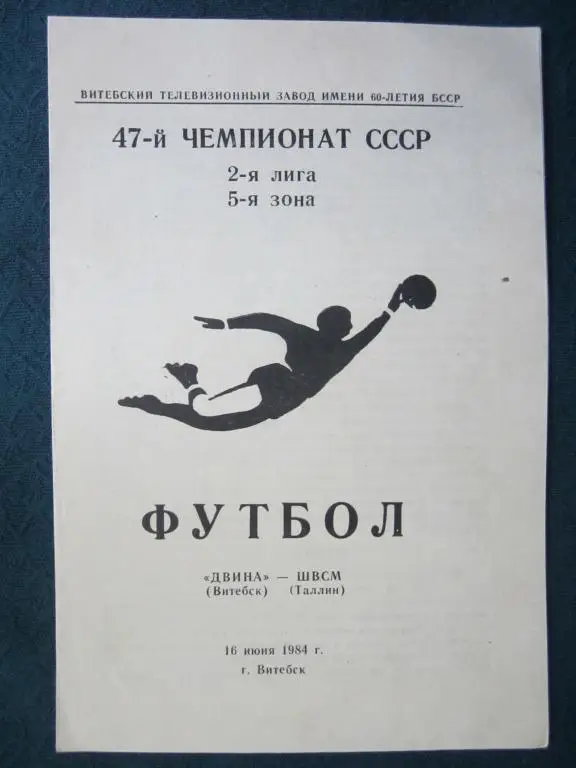 ВИТЕБСКИЙ ТЕЛЕВИЗИОННЫЙ ЗАВОД ИМЕНИ 60-ЛЕТИЯ БССР
47-й ЧЕМПИОНАТ СССР
2-я лига
5-я зона
ФУТБОЛ
«ДВИНА» — ШВСМ
(Витебск) (Таллин)
16 июня 1984 г.
г. Витебск